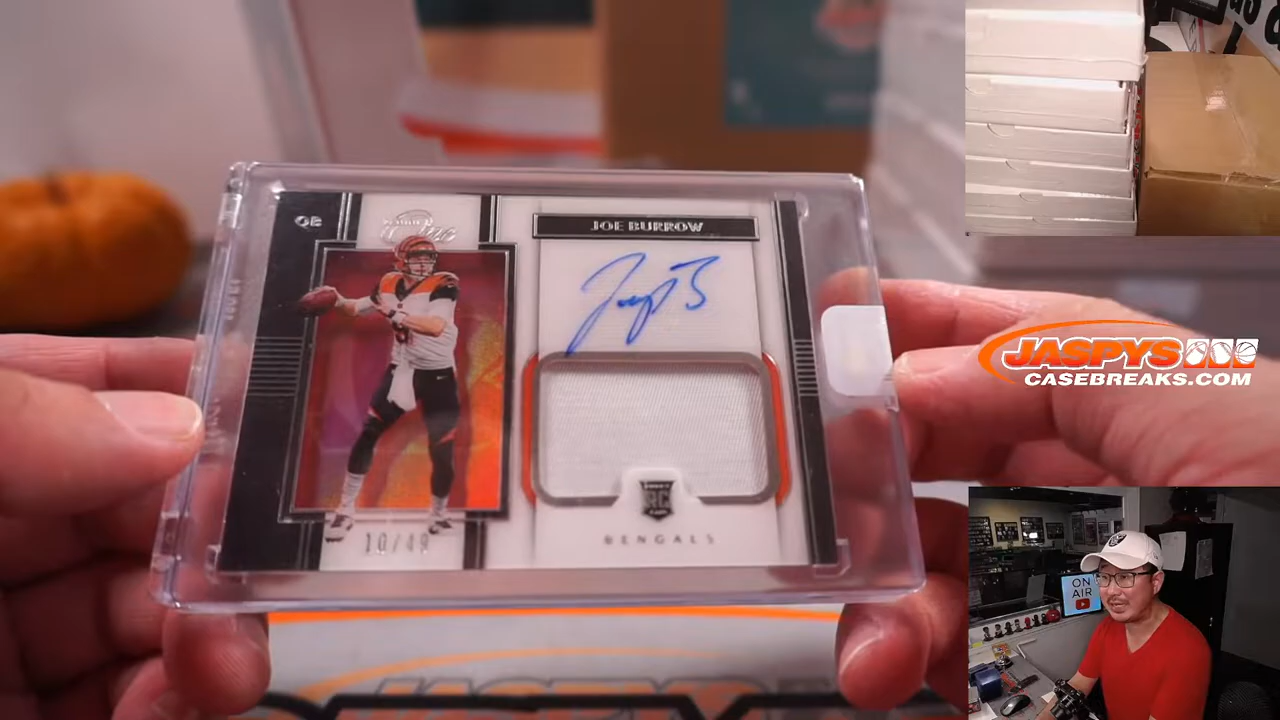 QB
JOE BURROW
RC
BENGALS
10/49
JASPYS
CASEBREAKS.COM
ON
AIR